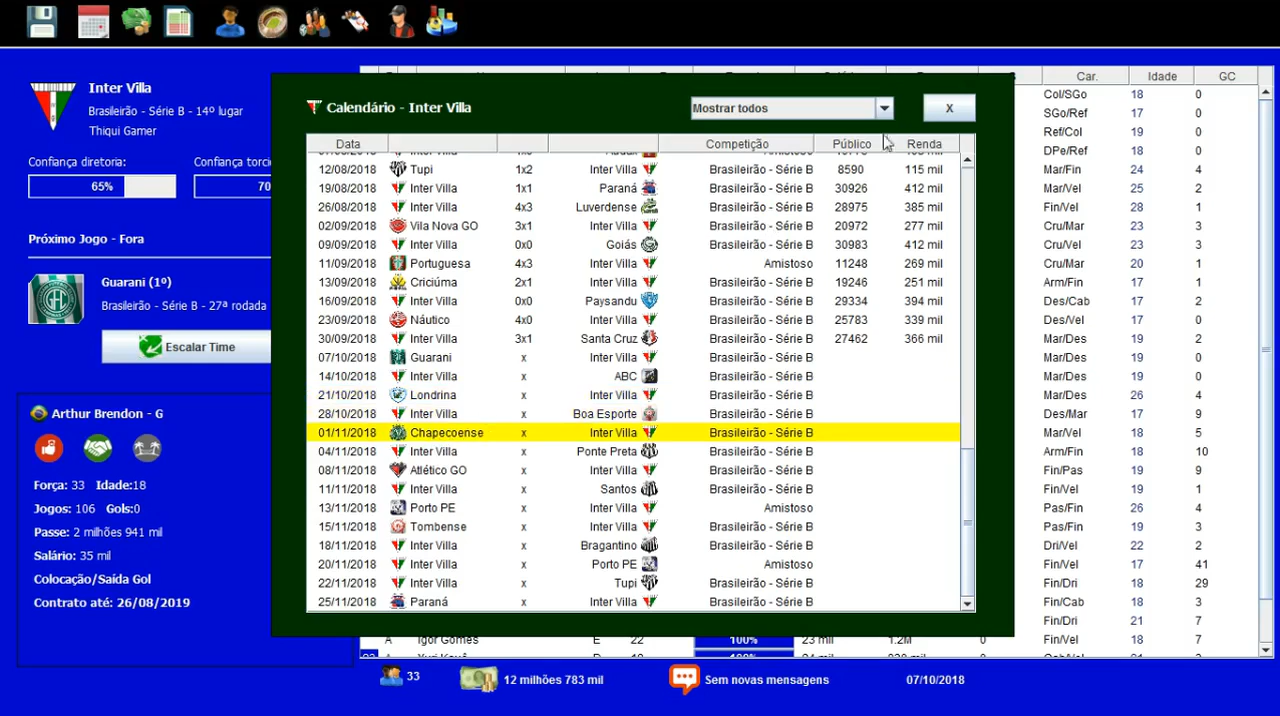 Inter Villa
Brasileirão - Série B - 14º lugar
Thiqui Gamer
Confiança diretoria:
Confiança torcid
65%
70
Próximo Jogo - Fora
Guarani (1º)
Brasileirão - Série B - 27ª rodada
Escalar Time
Arthur Brendon - G
Força: 33 Idade:18
Jogos: 106 Gols:0
Passe: 2 milhões 941 mil
Salário: 35 mil
Colocação/Saída Gol
Contrato até: 26/08/2019
Calendário - Inter Villa
Mostrar todos
X
Data Competição Público Renda
12/08/2018 Tupi 1x2 Inter Villa Brasileirão - Série B 8590 115 mil
19/08/2018 Inter Villa 1x1 Paraná Brasileirão - Série B 30926 412 mil
26/08/2018 Inter Villa 4x3 Luverdense Brasileirão - Série B 28975 385 mil
02/09/2018 Vila Nova GO 3x1 Inter Villa Brasileirão - Série B 20972 277 mil
09/09/2018 Inter Villa 0x0 Goiás Brasileirão - Série B 30983 412 mil
11/09/2018 Portuguesa 4x3 Inter Villa Amistoso 11248 269 mil
13/09/2018 Criciúma 2x1 Inter Villa Brasileirão - Série B 19246 251 mil
16/09/2018 Inter Villa 0x0 Paysandu Brasileirão - Série B 29334 394 mil
23/09/2018 Náutico 4x0 Inter Villa Brasileirão - Série B 25783 339 mil
30/09/2018 Inter Villa 3x1 Santa Cruz Brasileirão - Série B 27462 366 mil
07/10/2018 Guarani x Inter Villa Brasileirão - Série B
14/10/2018 Inter Villa x ABC Brasileirão - Série B
21/10/2018 Londrina x Inter Villa Brasileirão - Série B
28/10/2018 Inter Villa x Boa Esporte Brasileirão - Série B
01/11/2018 Chapecoense x Inter Villa Brasileirão - Série B
04/11/2018 Inter Villa x Ponte Preta Brasileirão - Série B
08/11/2018 Atlético GO x Inter Villa Brasileirão - Série B
11/11/2018 Inter Villa x Santos Brasileirão - Série B
13/11/2018 Porto PE x Inter Villa Amistoso
15/11/2018 Tombense x Inter Villa Brasileirão - Série B
18/11/2018 Inter Villa x Bragantino Brasileirão - Série B
20/11/2018 Inter Villa x Porto PE Amistoso
22/11/2018 Inter Villa x Tupi Brasileirão - Série B
25/11/2018 Paraná x Inter Villa Brasileirão - Série B
Car. Idade GC
Col/SGo 18 0
SGo/Ref 17 0
Ref/Col 19 0
DPe/Ref 18 0
Mar/Fin 24 4
Mar/Vel 25 2
Fin/Vel 28 1
Cru/Mar 23 3
Cru/Vel 23 3
Cru/Mar 20 1
Arm/Fin 17 1
Des/Cab 17 2
Des/Vel 17 0
Mar/Des 19 2
Mar/Des 19 0
Mar/Des 26 4
Des/Mar 17 9
Mar/Vel 18 5
Arm/Fin 18 10
Fin/Pas 19 9
Fin/Vel 19 1
Pas/Fin 26 4
Pas/Fin 19 3
Dri/Vel 22 2
Fin/Vel 17 41
Fin/Dri 18 29
Fin/Cab 18 3
Fin/Dri 21 7
A Igor Gomes E 22 100% 23 mil 1.2M 0 Fin/Vel 18 7
33
12 milhões 783 mil
Sem novas mensagens
07/10/2018